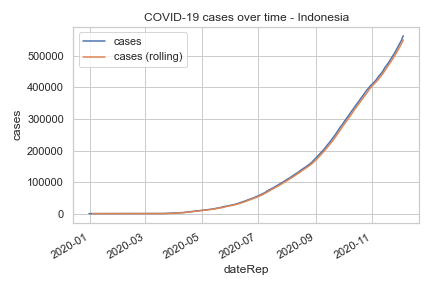 COVID-19 cases over time - Indonesia
cases
cases (rolling)
500000
400000
300000
200000
100000
0
cases
2020-01
2020-03
2020-05
2020-07
2020-09
2020-11
dateRep